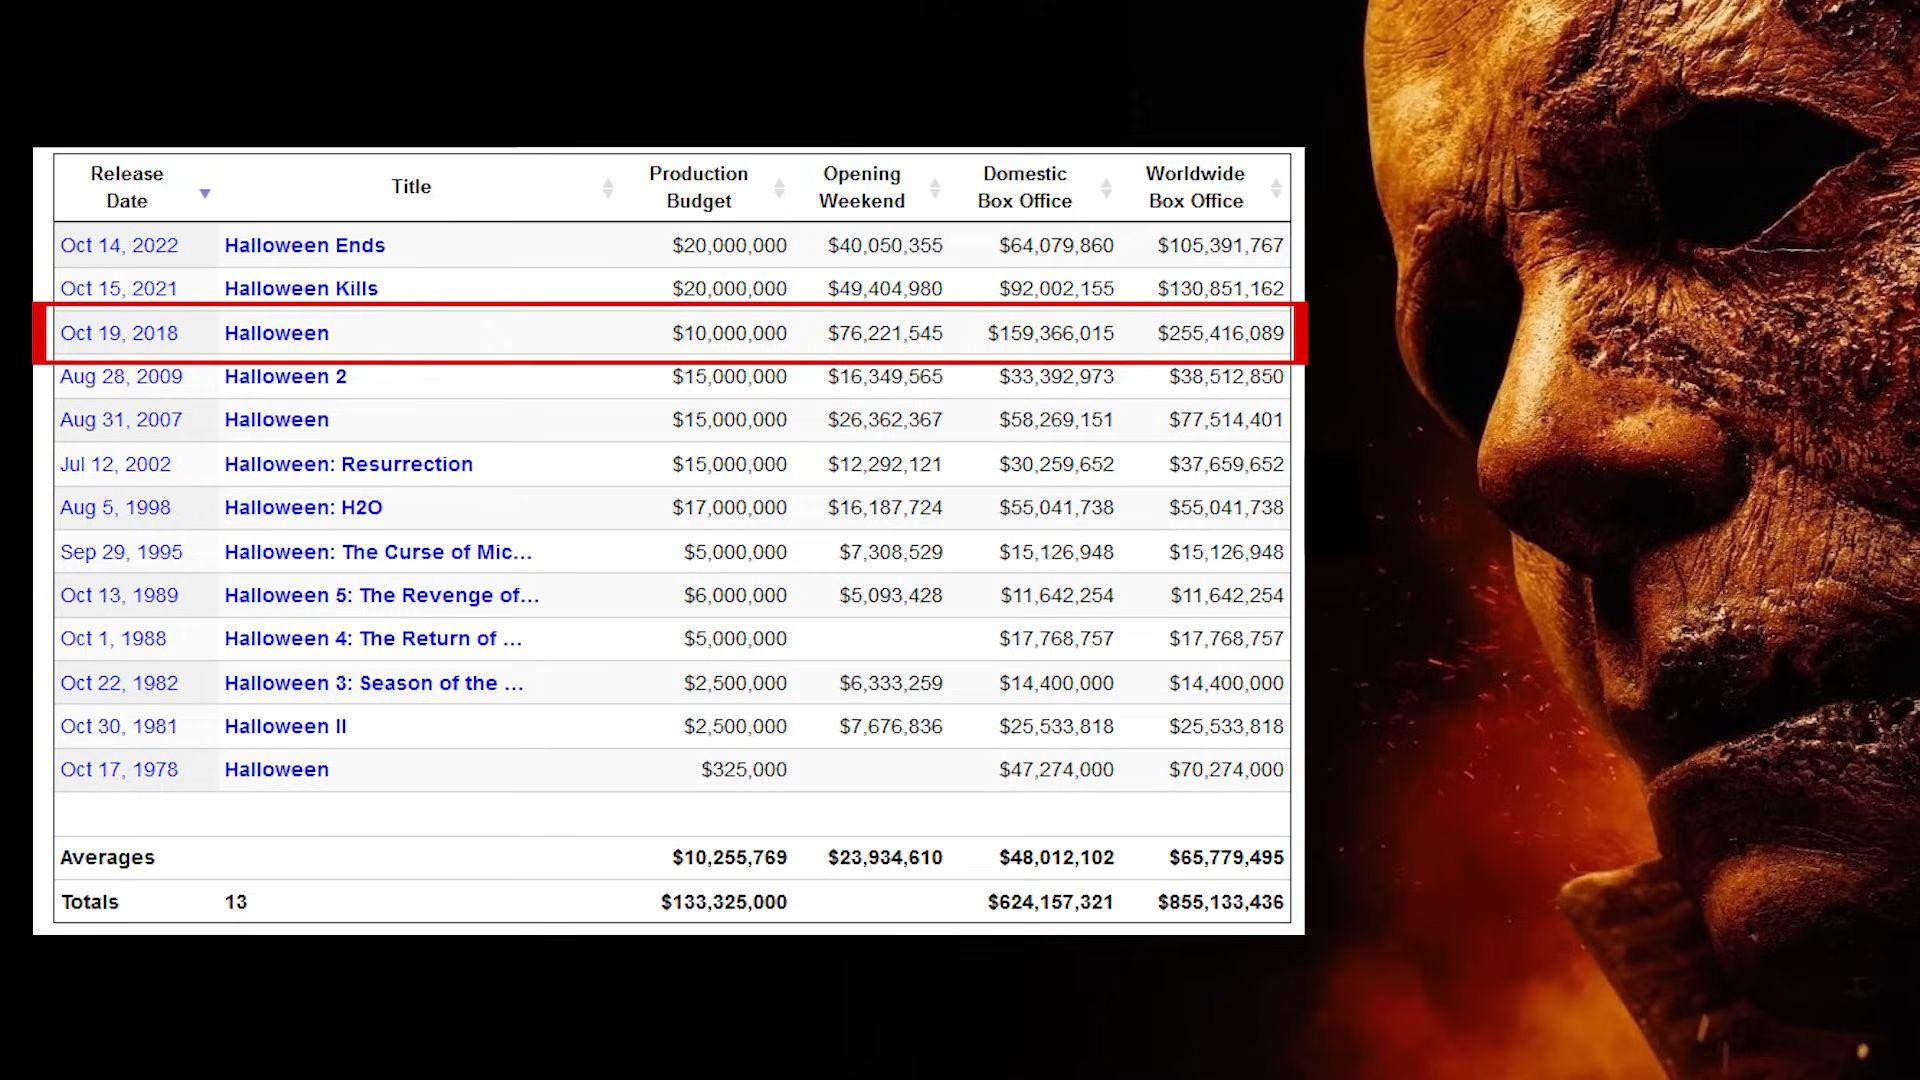 Release Date Title Production Budget Opening Weekend Domestic Box Office Worldwide Box Office
Oct 14, 2022 Halloween Ends $20,000,000 $40,050,355 $64,079,860 $105,391,767
Oct 15, 2021 Halloween Kills $20,000,000 $49,404,980 $92,002,155 $130,851,162
Oct 19, 2018 Halloween $10,000,000 $76,221,545 $159,366,015 $255,416,089
Aug 28, 2009 Halloween 2 $15,000,000 $16,349,565 $33,392,973 $38,512,850
Aug 31, 2007 Halloween $15,000,000 $26,362,367 $58,269,151 $77,514,401
Jul 12, 2002 Halloween: Resurrection $15,000,000 $12,292,121 $30,259,652 $37,659,652
Aug 5, 1998 Halloween: H2O $17,000,000 $16,187,724 $55,041,738 $55,041,738
Sep 29, 1995 Halloween: The Curse of Mic... $5,000,000 $7,308,529 $15,126,948 $15,126,948
Oct 13, 1989 Halloween 5: The Revenge of... $6,000,000 $5,093,428 $11,642,254 $11,642,254
Oct 1, 1988 Halloween 4: The Return of ... $5,000,000 $17,768,757 $17,768,757
Oct 22, 1982 Halloween 3: Season of the ... $2,500,000 $6,333,259 $14,400,000 $14,400,000
Oct 30, 1981 Halloween II $2,500,000 $7,676,836 $25,533,818 $25,533,818
Oct 17, 1978 Halloween $325,000 $47,274,000 $70,274,000
Averages $10,255,769 $23,934,610 $48,012,102 $65,779,495
Totals 13 $133,325,000 $624,157,321 $855,133,436